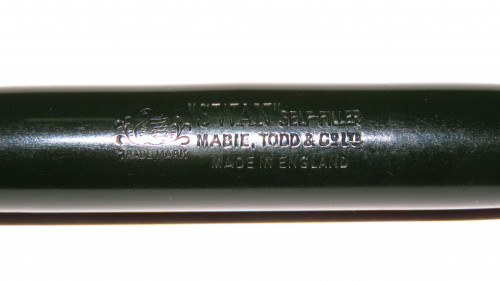 "SWAN" SELF-FILLER
MABIE, TODD & Co LTD
TRADE MARK
MADE IN ENGLAND